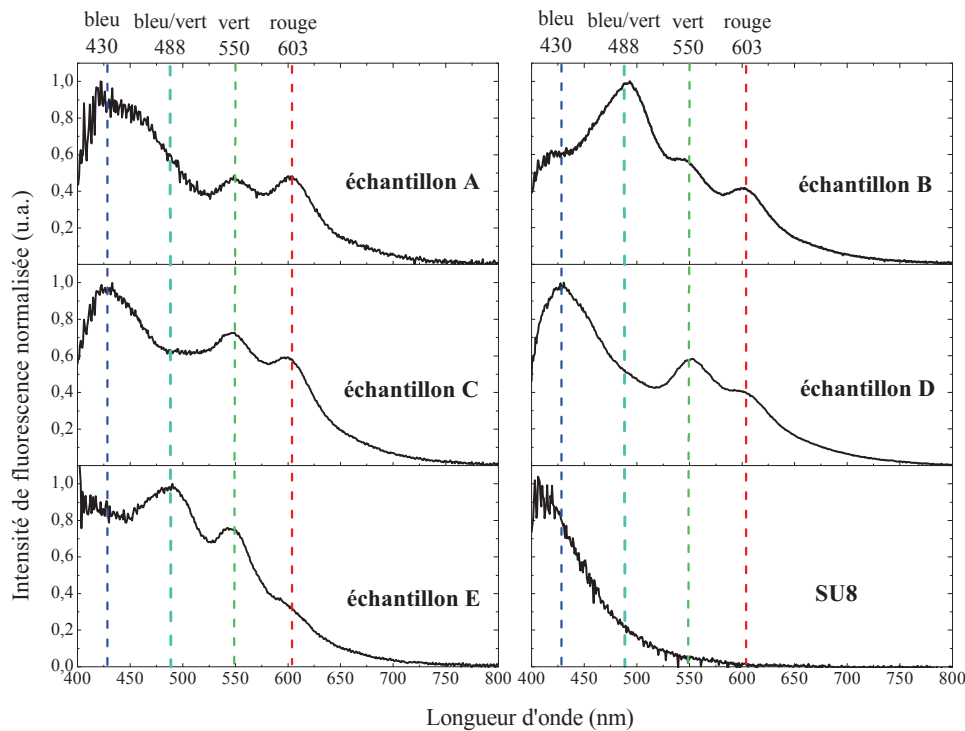 bleu bleu/vert vert rouge
430 488 550 603
bleu bleu/vert vert rouge
430 488 550 603
Intensité de fluorescence normalisée (u.a.)
1,0
0,8
0,6
0,4
0,2
échantillon A
échantillon B
1,0
0,8
0,6
0,4
0,2
échantillon C
échantillon D
1,0
0,8
0,6
0,4
0,2
0,0
échantillon E
SU8
400 450 500 550 600 650 700 750 800
400 450 500 550 600 650 700 750 800
Longueur d'onde (nm)